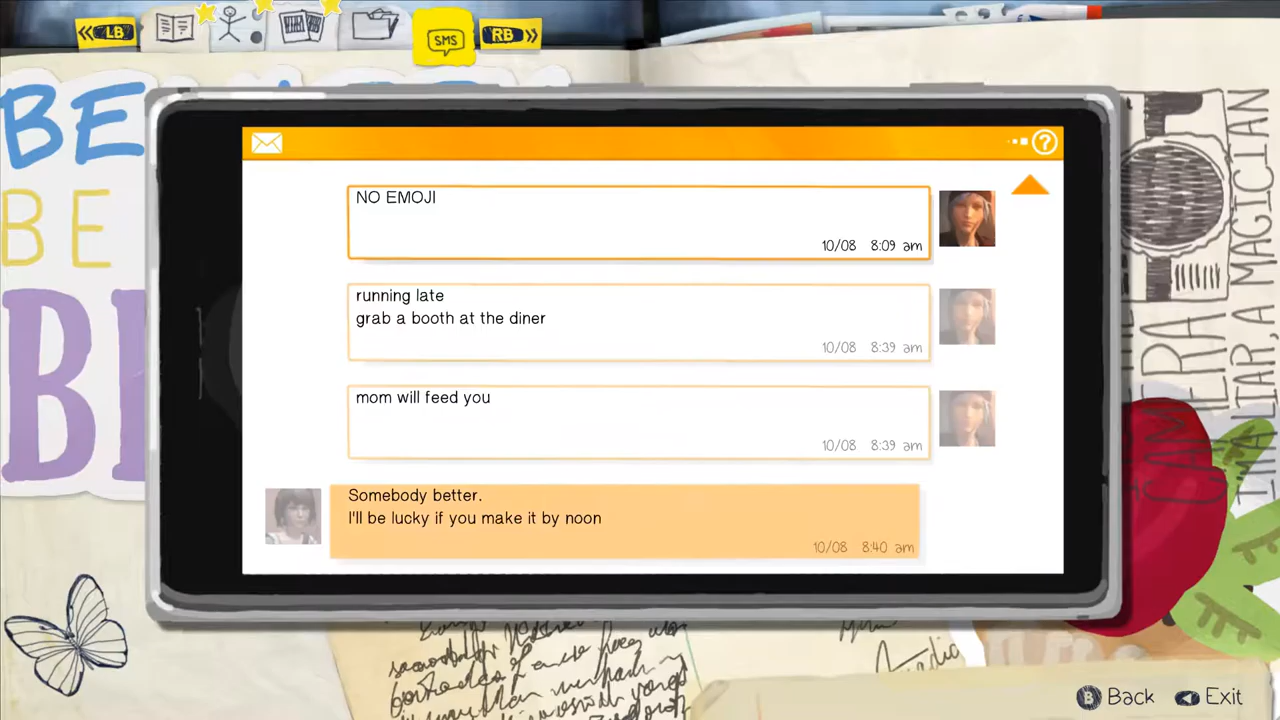 LB
SMS
RB
BE
BE
B
NO EMOJI
10/08 8:09 am
running late
grab a booth at the diner
10/08 8:39 am
mom will feed you
10/08 8:39 am
Somebody better.
I'll be lucky if you make it by noon
10/08 8:40 am
CAMERA
I'M A LIAR, A MAGICIAN
B Back
Exit